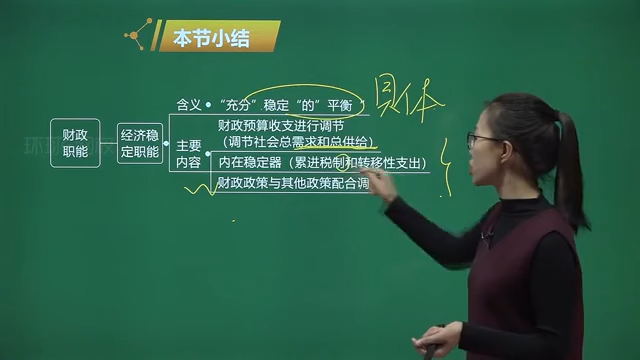 本节小结
含义 “充分” 稳定 “的” 平衡
具体
财政职能
经济稳定职能
主要内容
财政预算收支进行调节
（调节社会总需求和总供给）
内在稳定器（累进税制和转移性支出）
财政政策与其他政策配合调